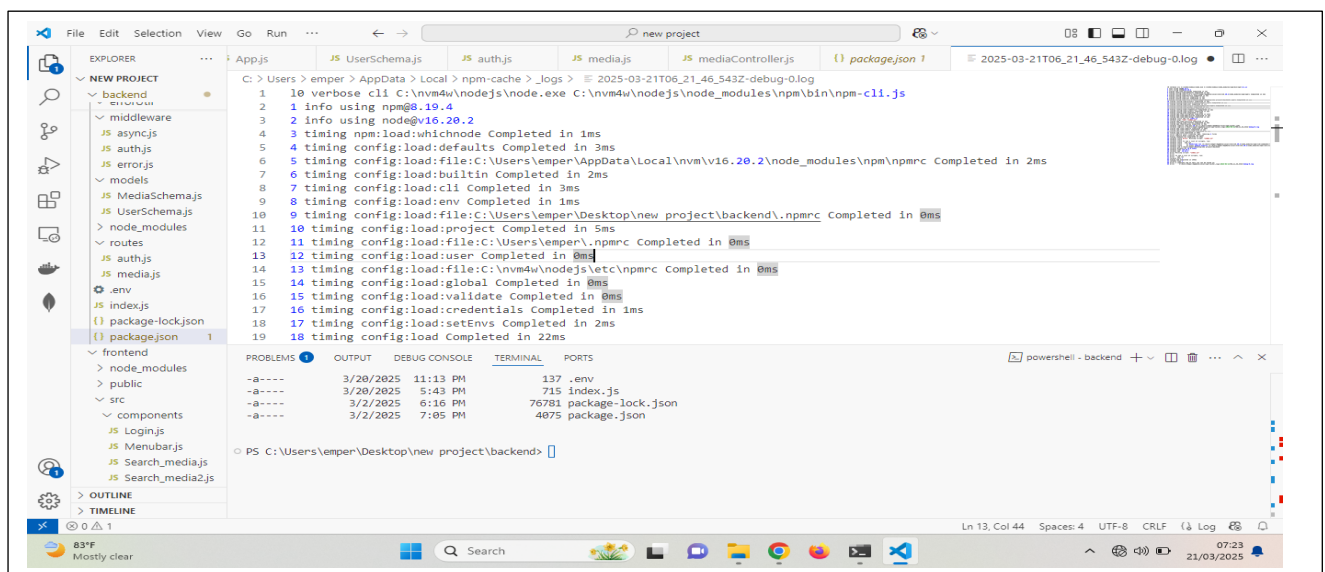 File Edit Selection View Go Run ··· ← → new project
EXPLORER ···
App.js JS UserSchema.js JS auth.js JS media.js JS mediaController.js {} package.json 1 2025-03-21T06_21_46_543Z-debug-0.log ● ···
NEW PROJECT
backend
middleware
JS async.js
JS auth.js
JS error.js
models
JS MediaSchema.js
JS UserSchema.js
> node_modules
routes
JS auth.js
JS media.js
.env
JS index.js
{} package-lock.json
{} package.json 1
frontend
> node_modules
> public
src
components
JS Login.js
JS Menubar.js
JS Search_media.js
JS Search_media2.js
> OUTLINE
> TIMELINE
C: > Users > emper > AppData > Local > npm-cache > _logs > 2025-03-21T06_21_46_543Z-debug-0.log
1 l0 verbose cli C:\nvm4w\nodejs\node.exe C:\nvm4w\nodejs\node_modules\npm\bin\npm-cli.js
2 1 info using npm@8.19.4
3 2 info using node@v16.20.2
4 3 timing npm:load:whichnode Completed in 1ms
5 4 timing config:load:defaults Completed in 3ms
6 5 timing config:load:file:C:\Users\emper\AppData\Local\nvm\v16.20.2\node_modules\npm\npmrc Completed in 2ms
7 6 timing config:load:builtin Completed in 2ms
8 7 timing config:load:cli Completed in 3ms
9 8 timing config:load:env Completed in 1ms
10 9 timing config:load:file:C:\Users\emper\Desktop\new project\backend\.npmrc Completed in 0ms
11 10 timing config:load:project Completed in 5ms
12 11 timing config:load:file:C:\Users\emper\.npmrc Completed in 0ms
13 12 timing config:load:user Completed in 0ms
14 13 timing config:load:file:C:\nvm4w\nodejs\etc\npmrc Completed in 0ms
15 14 timing config:load:global Completed in 0ms
16 15 timing config:load:validate Completed in 0ms
17 16 timing config:load:credentials Completed in 1ms
18 17 timing config:load:setEnvs Completed in 2ms
19 18 timing config:load Completed in 22ms
PROBLEMS 1 OUTPUT DEBUG CONSOLE TERMINAL PORTS powershell - backend
-a---- 3/20/2025 11:13 PM 137 .env
-a---- 3/20/2025 5:43 PM 715 index.js
-a---- 3/2/2025 6:16 PM 76781 package-lock.json
-a---- 3/2/2025 7:05 PM 4075 package.json
PS C:\Users\emper\Desktop\new project\backend>
0 1 Ln 13, Col 44 Spaces: 4 UTF-8 CRLF Log
83°F
Mostly clear
Search
07:23
21/03/2025